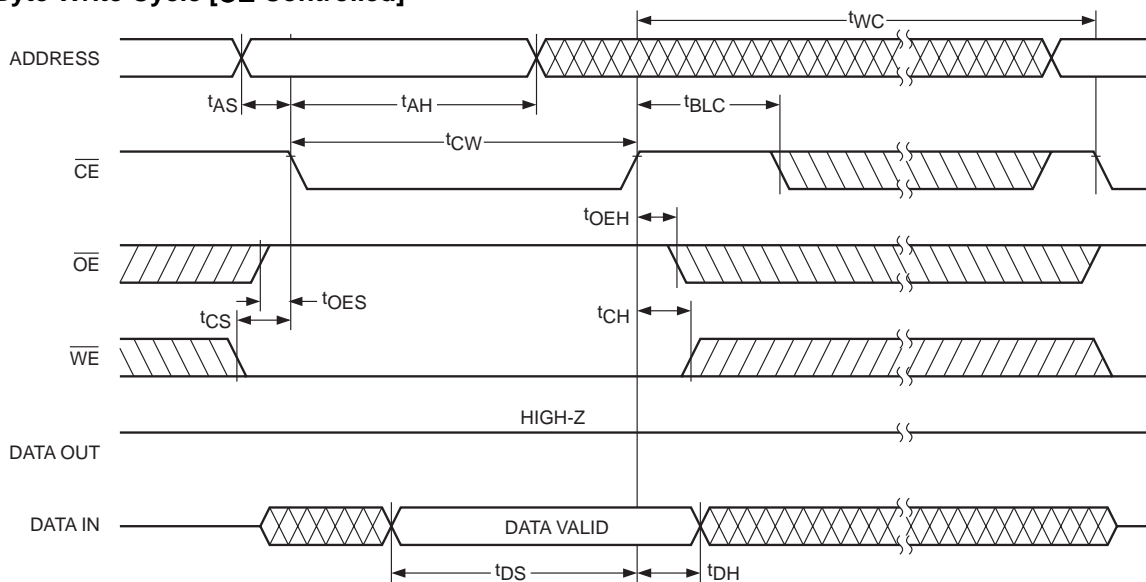 Byte Write Cycle [CE Controlled]
tWC
ADDRESS
tAS
tAH
tBLC
tCW
CE
tOEH
OE
tOES
tCS
tCH
WE
HIGH-Z
DATA OUT
DATA IN
DATA VALID
tDS
tDH